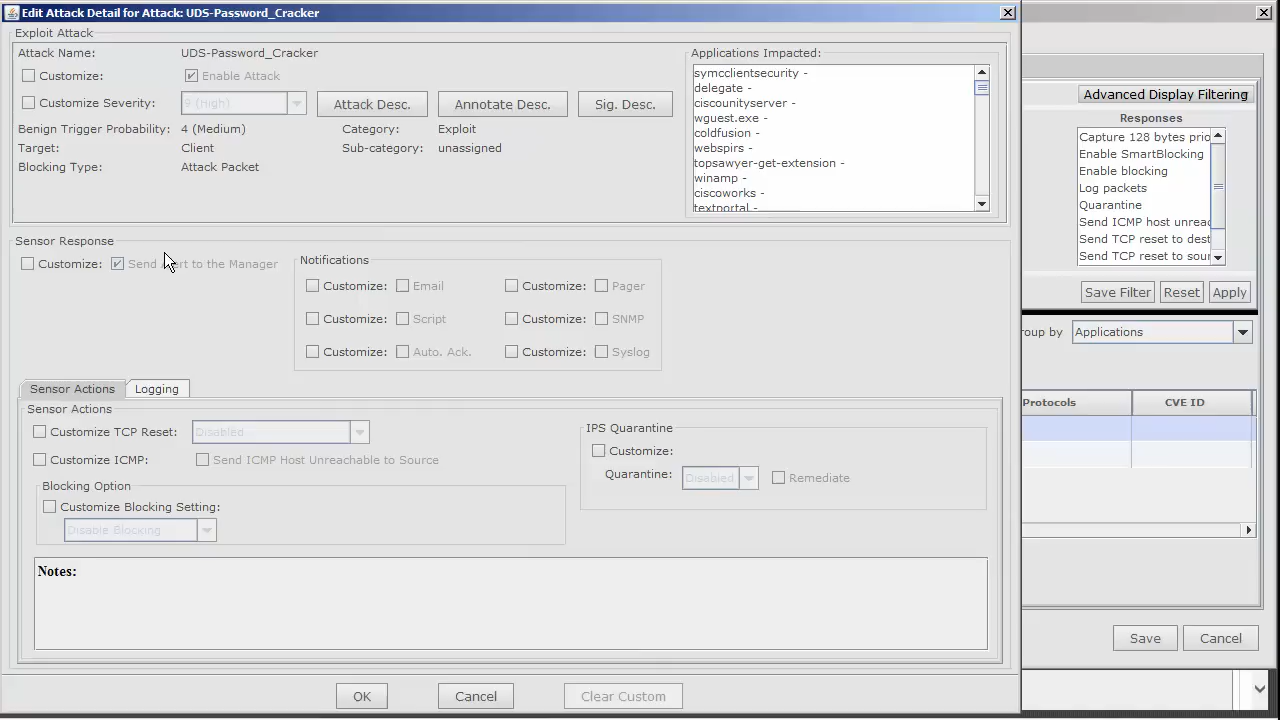 Edit Attack Detail for Attack: UDS-Password_Cracker
Exploit Attack
Attack Name: UDS-Password_Cracker
Customize: Enable Attack
Customize Severity: 9 (High) Attack Desc. Annotate Desc. Sig. Desc.
Benign Trigger Probability: 4 (Medium) Category: Exploit
Target: Client Sub-category: unassigned
Blocking Type: Attack Packet
Applications Impacted:
symcclientsecurity -
delegate -
ciscounityserver -
wguest.exe -
coldfusion -
webspirs -
topsawyer-get-extension -
winamp -
ciscoworks -
textportal -
Sensor Response
Customize: Send Alert to the Manager
Notifications
Customize: Email Customize: Pager
Customize: Script Customize: SNMP
Customize: Auto. Ack. Customize: Syslog
Sensor Actions Logging
Sensor Actions
Customize TCP Reset: Disabled
Customize ICMP: Send ICMP Host Unreachable to Source
Blocking Option
Customize Blocking Setting:
Disable Blocking
IPS Quarantine
Customize:
Quarantine: Disabled Remediate
Notes:
OK Cancel Clear Custom
Advanced Display Filtering
Responses
Capture 128 bytes prio
Enable SmartBlocking
Enable blocking
Log packets
Quarantine
Send ICMP host unreac
Send TCP reset to dest
Send TCP reset to sour
Save Filter Reset Apply
roup by Applications
Protocols CVE ID
Save Cancel